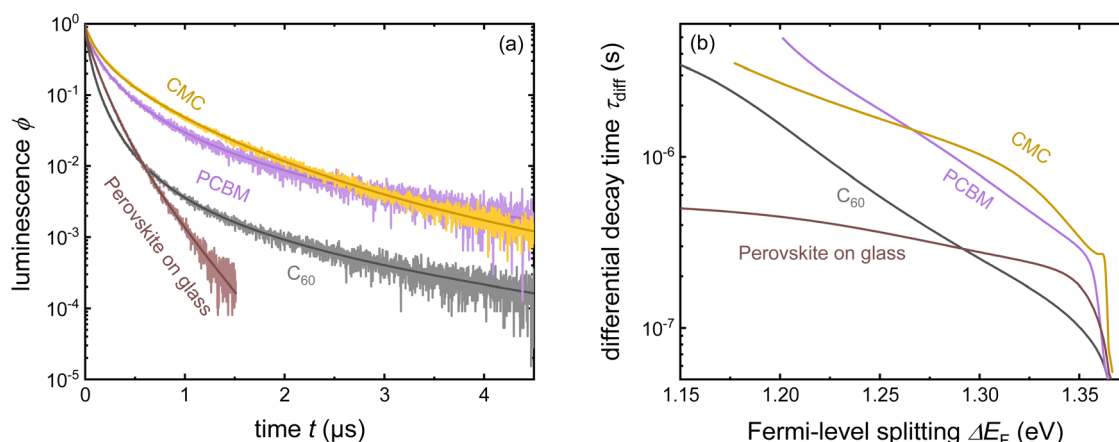 (a)
luminescence ϕ
10⁰
10⁻¹
10⁻²
10⁻³
10⁻⁴
10⁻⁵
CMC
PCBM
Perovskite on glass
C₆₀
0
1
2
3
4
time t (μs)
(b)
differential decay time τdiff (s)
10⁻⁶
10⁻⁷
CMC
PCBM
C₆₀
Perovskite on glass
1.15
1.20
1.25
1.30
1.35
Fermi-level splitting ΔEF (eV)